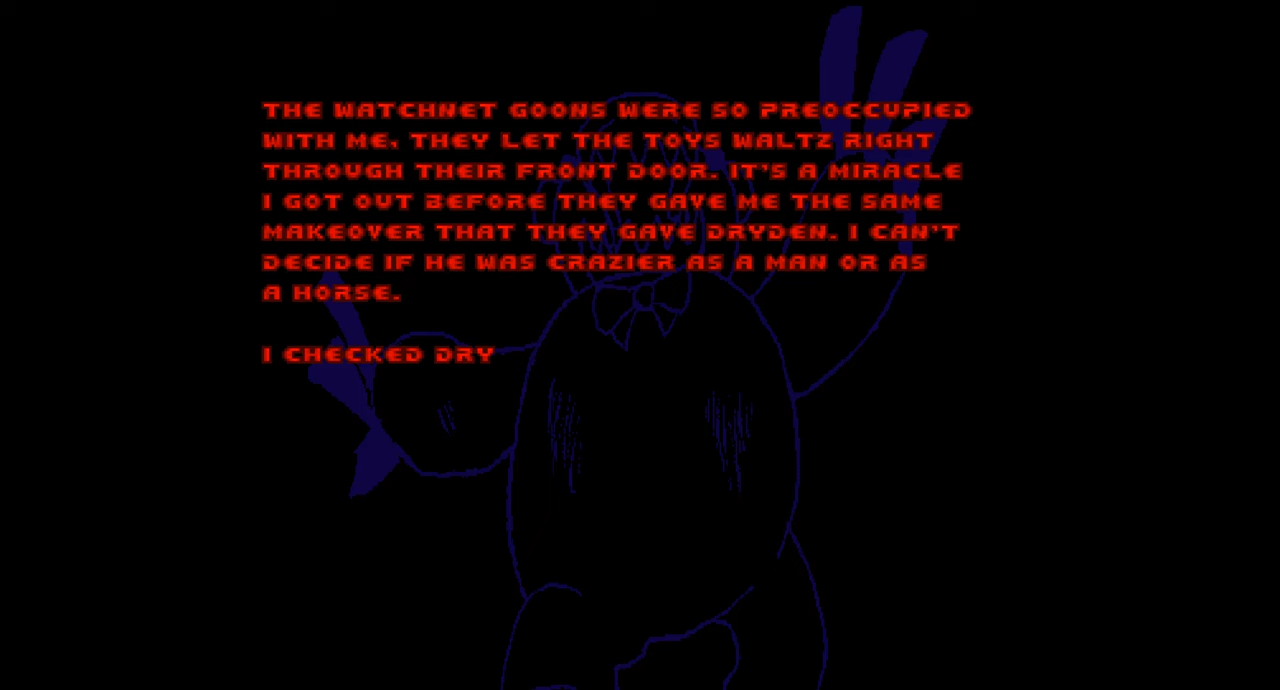 THE WATCHNET GOONS WERE SO PREOCCUPIED
WITH ME, THEY LET THE TOYS WALTZ RIGHT
THROUGH THEIR FRONT DOOR. IT'S A MIRACLE
I GOT OUT BEFORE THEY GAVE ME THE SAME
MAKEOVER THAT THEY GAVE DRYDEN. I CAN'T
DECIDE IF HE WAS CRAZIER AS A MAN OR AS
A HORSE.
I CHECKED DRY